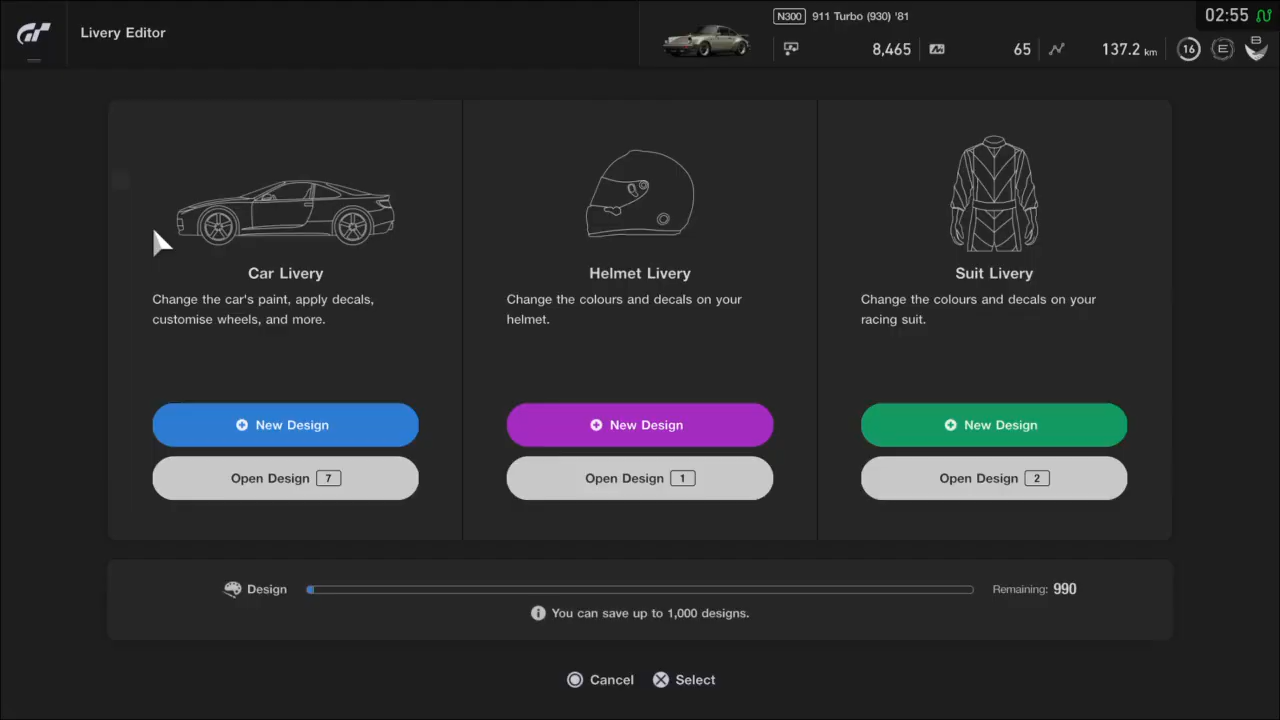 GT
Livery Editor
N300 911 Turbo (930) '81
8,465 65 137.2 km 16 E B
02:55
Car Livery
Change the car's paint, apply decals,
customise wheels, and more.
New Design
Open Design 7
Helmet Livery
Change the colours and decals on your
helmet.
New Design
Open Design 1
Suit Livery
Change the colours and decals on your
racing suit.
New Design
Open Design 2
Design Remaining: 990
You can save up to 1,000 designs.
Cancel Select